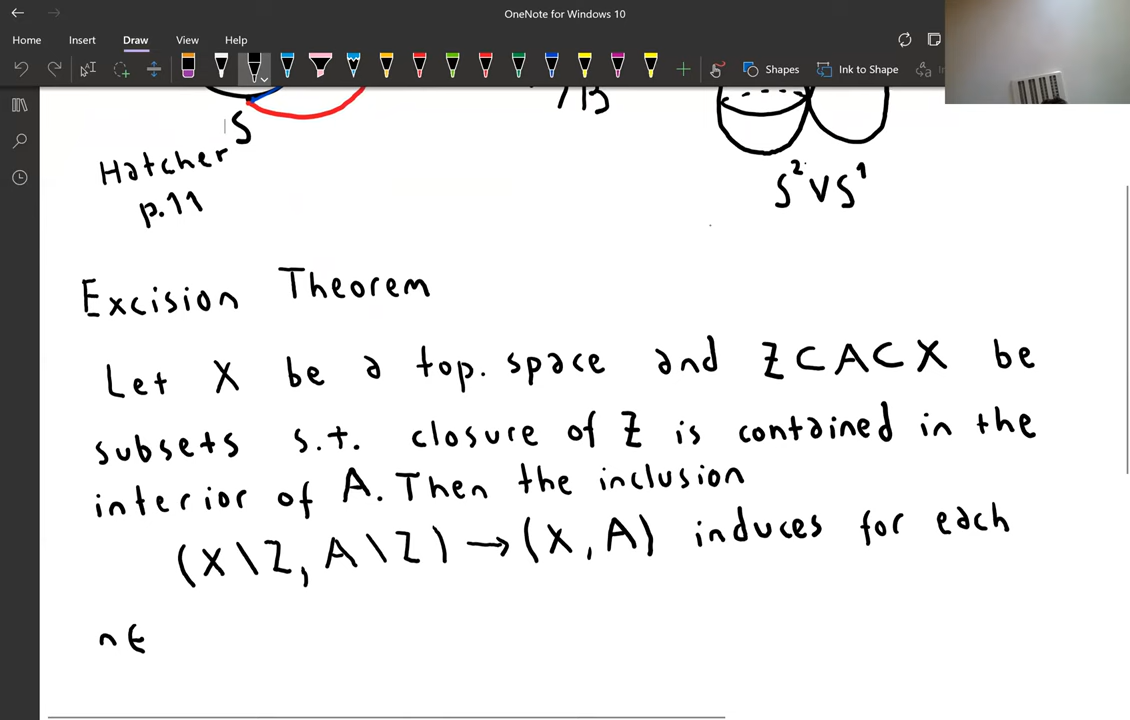 OneNote for Windows 10
Home Insert Draw View Help
Shapes Ink to Shape
S
Hatcher
p.11
S² ∨ S¹
Excision Theorem
Let X be a top. space and Z ⊂ A ⊂ X be
subsets s.t. closure of Z is contained in the
interior of A. Then the inclusion
(X \ Z, A \ Z) → (X, A) induces for each
n ∈